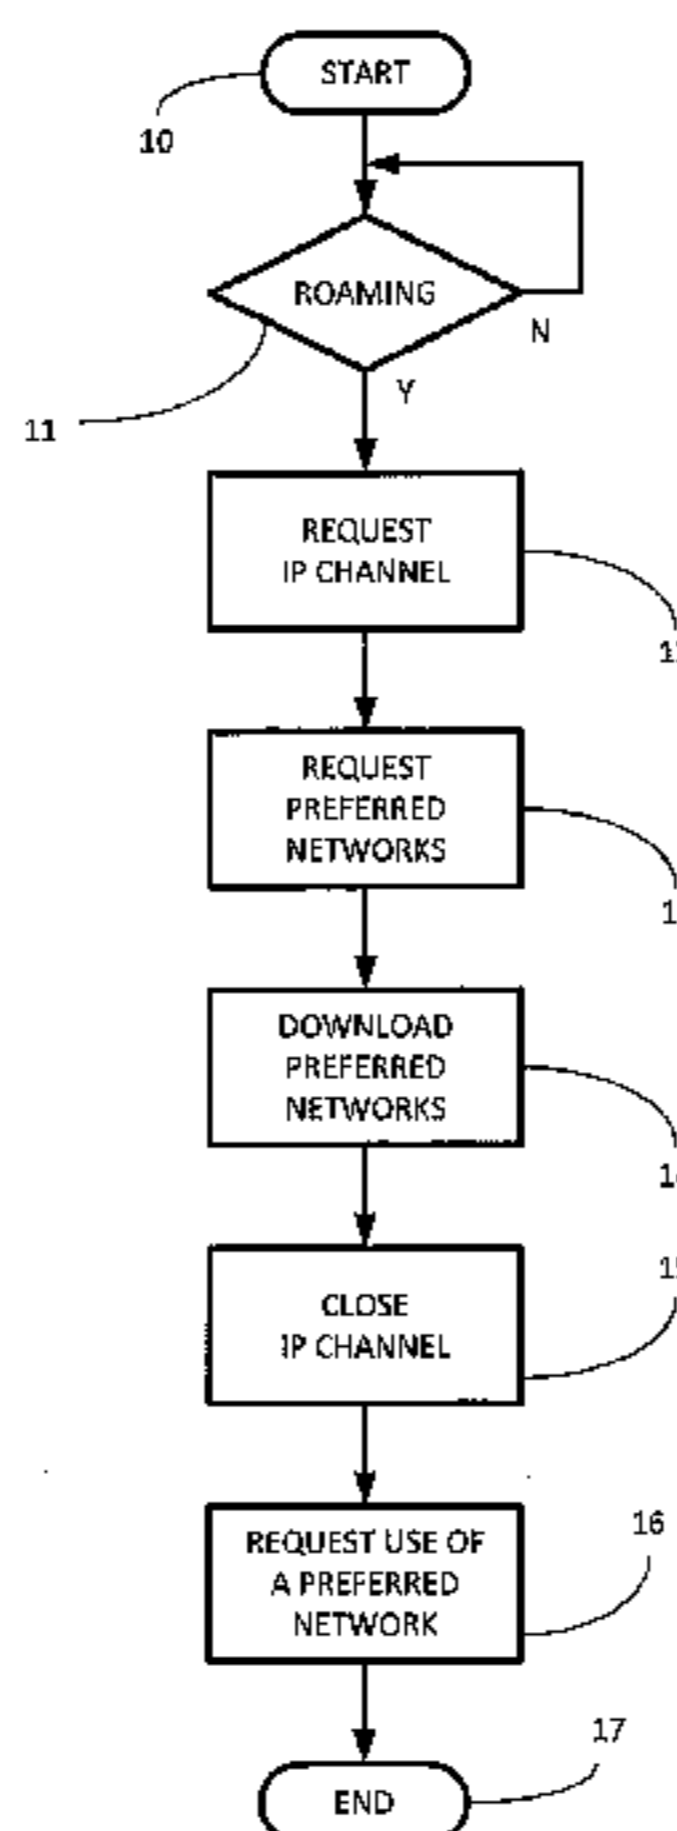 START
10
ROAMING
N
Y
11
REQUEST
IP CHANNEL
REQUEST
PREFERRED
NETWORKS
DOWNLOAD
PREFERRED
NETWORKS
CLOSE
IP CHANNEL
REQUEST USE OF
A PREFERRED
NETWORK
16
17
END